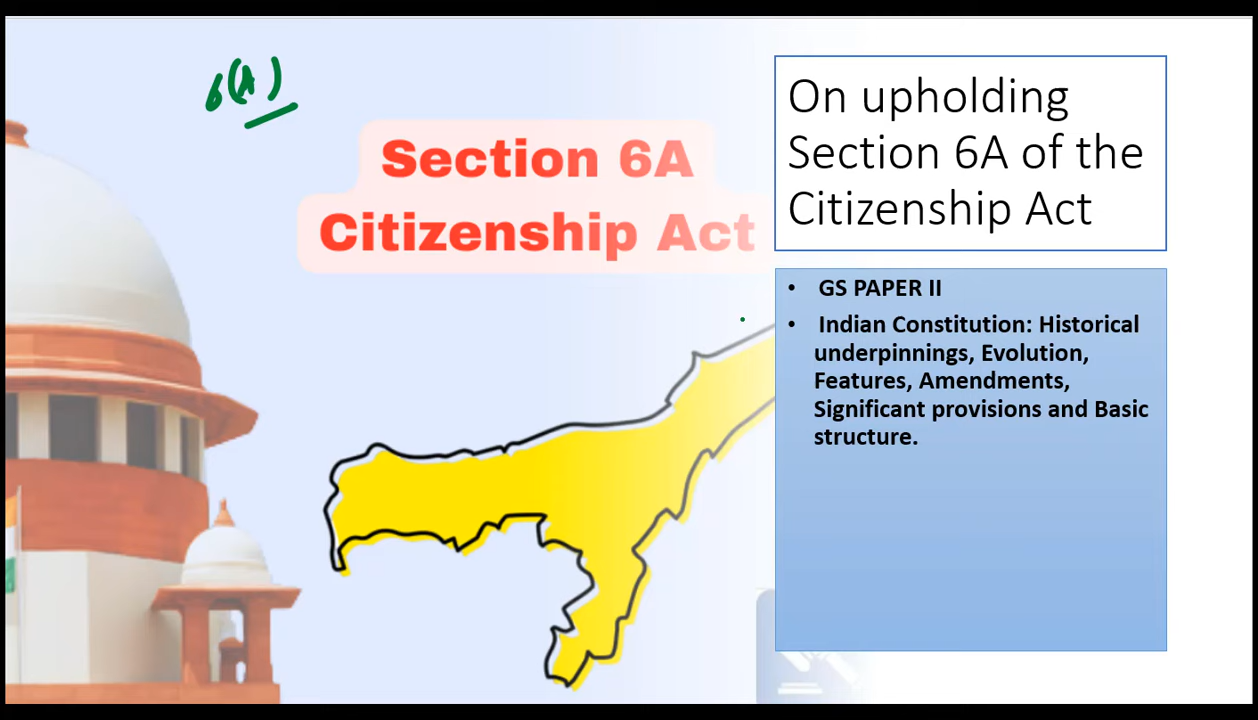 6(A)
Section 6A
Citizenship Act
On upholding
Section 6A of the
Citizenship Act
• GS PAPER II
• Indian Constitution: Historical
underpinnings, Evolution,
Features, Amendments,
Significant provisions and Basic
structure.